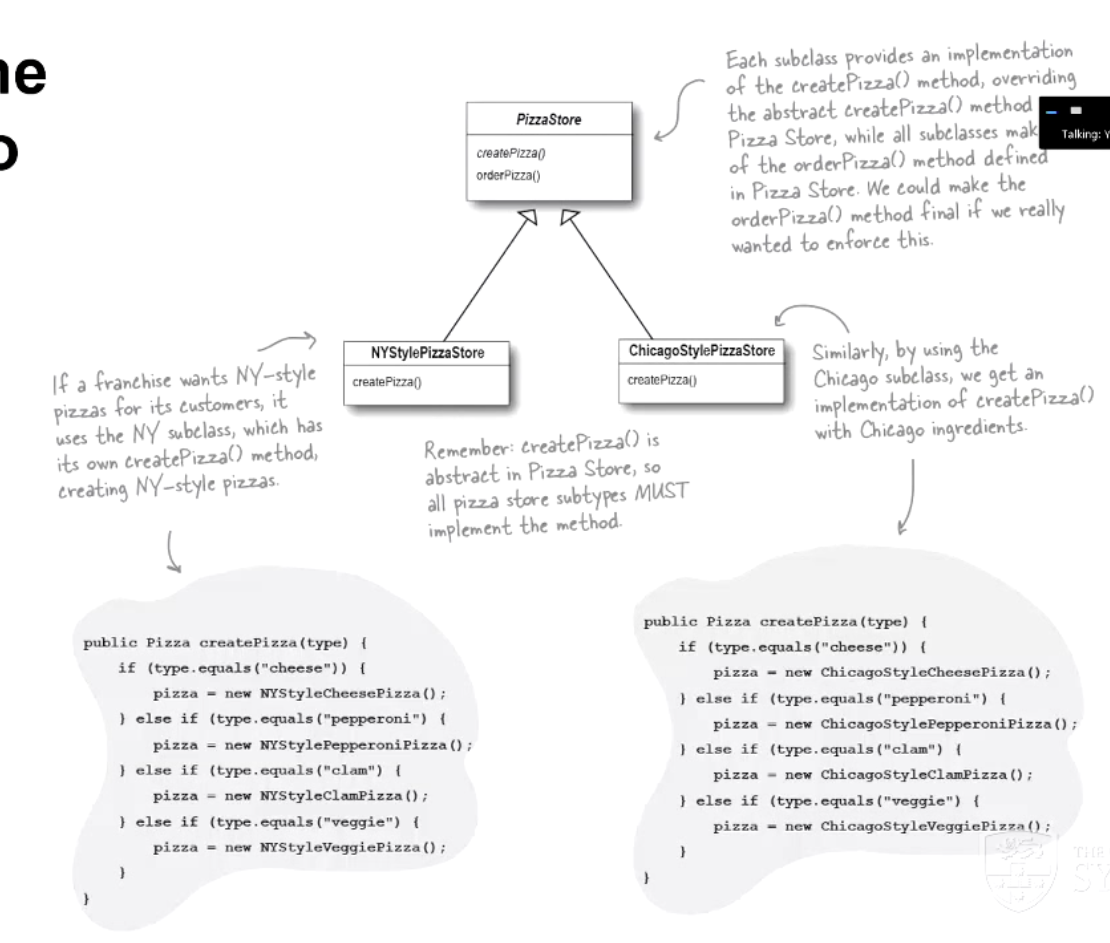 PizzaStore
createPizza()
orderPizza()
Each subclass provides an implementation
of the createPizza() method, overriding
the abstract createPizza() method
Pizza Store, while all subclasses mak
of the orderPizza() method defined
in Pizza Store. We could make the
orderPizza() method final if we really
wanted to enforce this.
Talking: Y
NYStylePizzaStore
createPizza()
ChicagoStylePizzaStore
createPizza()
If a franchise wants NY-style
pizzas for its customers, it
uses the NY subclass, which has
its own createPizza() method,
creating NY-style pizzas.
Remember: createPizza() is
abstract in Pizza Store, so
all pizza store subtypes MUST
implement the method.
Similarly, by using the
Chicago subclass, we get an
implementation of createPizza()
with Chicago ingredients.
public Pizza createPizza(type) {
if (type.equals("cheese")) {
pizza = new NYStyleCheesePizza();
} else if (type.equals("pepperoni") {
pizza = new NYStylePepperoniPizza();
} else if (type.equals("clam") {
pizza = new NYStyleClamPizza();
} else if (type.equals("veggie") {
pizza = new NYStyleVeggiePizza();
}
}
public Pizza createPizza(type) {
if (type.equals("cheese")) {
pizza = new ChicagoStyleCheesePizza();
} else if (type.equals("pepperoni") {
pizza = new ChicagoStylePepperoniPizza();
} else if (type.equals("clam") {
pizza = new ChicagoStyleClamPizza();
} else if (type.equals("veggie") {
pizza = new ChicagoStyleVeggiePizza();
}
}
THE
SY